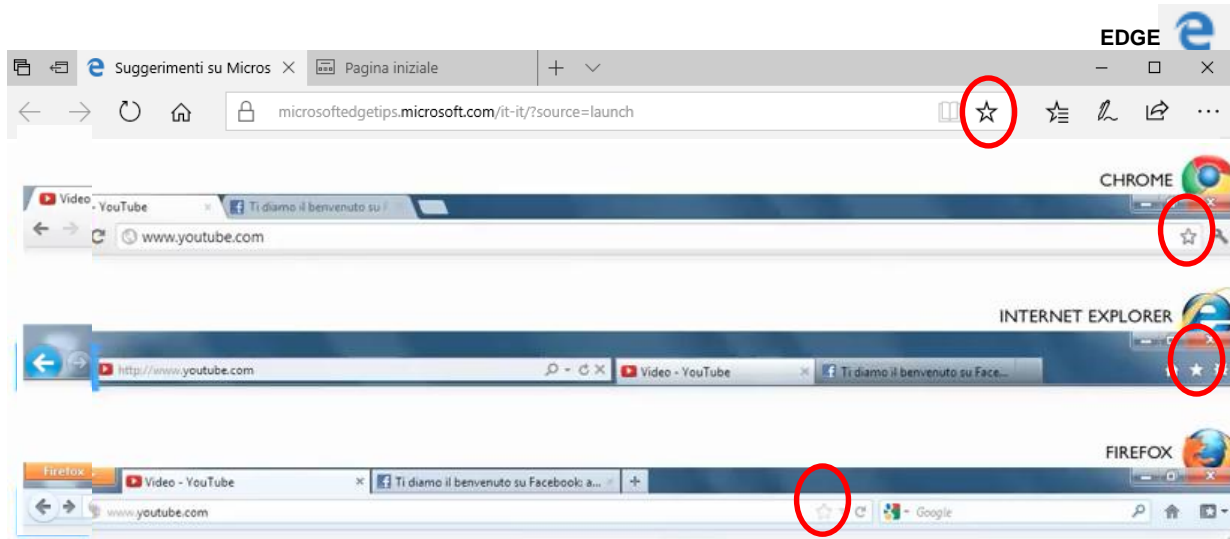 EDGE
Suggerimenti su Micros Pagina iniziale
microsoftedgetips.microsoft.com/it-it/?source=launch
CHROME
Video - YouTube Ti diamo il benvenuto su F
www.youtube.com
INTERNET EXPLORER
http://www.youtube.com Video - YouTube Ti diamo il benvenuto su Face...
FIREFOX
Firefox Video - YouTube Ti diamo il benvenuto su Facebook: a...
www.youtube.com Google